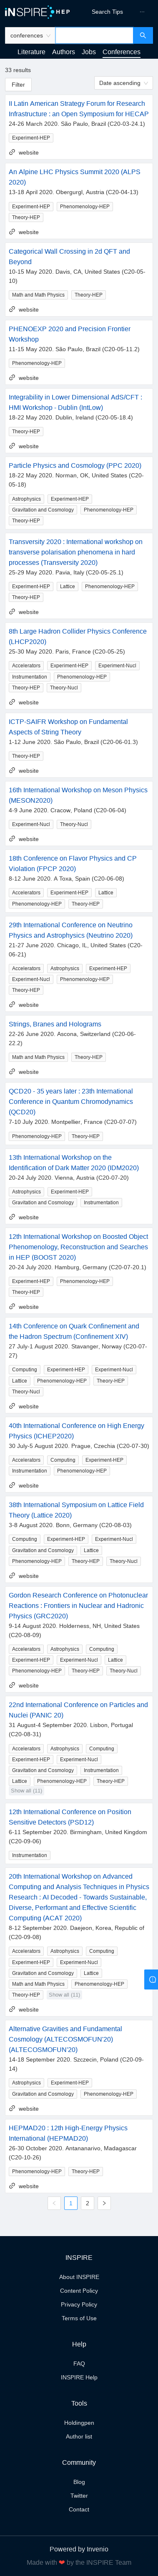 iNSPIRE HEP
Search Tips
conferences
Literature Authors Jobs Conferences
33 results
Date ascending
Filter
II Latin American Strategy Forum for Research Infrastructure : an Open Symposium for HECAP
24-26 March 2020. São Paulo, Brazil (C20-03-24.1)
Experiment-HEP
website
An Alpine LHC Physics Summit 2020 (ALPS 2020)
13-18 April 2020. Obergurgl, Austria (C20-04-13)
Experiment-HEP Phenomenology-HEP
Theory-HEP
website
Categorical Wall Crossing in 2d QFT and Beyond
10-15 May 2020. Davis, CA, United States (C20-05-10)
Math and Math Physics Theory-HEP
website
PHENOEXP 2020 and Precision Frontier Workshop
11-15 May 2020. São Paulo, Brazil (C20-05-11.2)
Phenomenology-HEP
website
Integrability in Lower Dimensional AdS/CFT : HMI Workshop - Dublin (IntLow)
18-22 May 2020. Dublin, Ireland (C20-05-18.4)
Theory-HEP
website
Particle Physics and Cosmology (PPC 2020)
18-22 May 2020. Norman, OK, United States (C20-05-18)
Astrophysics Experiment-HEP
Gravitation and Cosmology Phenomenology-HEP
Theory-HEP
Transversity 2020 : International workshop on transverse polarisation phenomena in hard processes (Transversity 2020)
25-29 May 2020. Pavia, Italy (C20-05-25.1)
Experiment-HEP Lattice Phenomenology-HEP
Theory-HEP
website
8th Large Hadron Collider Physics Conference (LHCP2020)
25-30 May 2020. Paris, France (C20-05-25)
Accelerators Experiment-HEP Experiment-Nucl
Instrumentation Phenomenology-HEP
Theory-HEP Theory-Nucl
website
ICTP-SAIFR Workshop on Fundamental Aspects of String Theory
1-12 June 2020. São Paulo, Brazil (C20-06-01.3)
Theory-HEP
website
16th International Workshop on Meson Physics (MESON2020)
4-9 June 2020. Cracow, Poland (C20-06-04)
Experiment-Nucl Theory-Nucl
website
18th Conference on Flavor Physics and CP Violation (FPCP 2020)
8-12 June 2020. A Toxa, Spain (C20-06-08)
Accelerators Experiment-HEP Lattice
Phenomenology-HEP Theory-HEP
29th International Conference on Neutrino Physics and Astrophysics (Neutrino 2020)
21-27 June 2020. Chicago, IL, United States (C20-06-21)
Accelerators Astrophysics Experiment-HEP
Experiment-Nucl Phenomenology-HEP
Theory-HEP
website
Strings, Branes and Holograms
22-26 June 2020. Ascona, Switzerland (C20-06-22.2)
Math and Math Physics Theory-HEP
website
QCD20 - 35 years later : 23th International Conference in Quantum Chromodynamics (QCD20)
7-10 July 2020. Montpellier, France (C20-07-07)
Phenomenology-HEP Theory-HEP
13th International Workshop on the Identification of Dark Matter 2020 (IDM2020)
20-24 July 2020. Vienna, Austria (C20-07-20)
Astrophysics Experiment-HEP
Gravitation and Cosmology Instrumentation
website
12th International Workshop on Boosted Object Phenomenology, Reconstruction and Searches in HEP (BOOST 2020)
20-24 July 2020. Hamburg, Germany (C20-07-20.1)
Experiment-HEP Phenomenology-HEP
Theory-HEP
website
14th Conference on Quark Confinement and the Hadron Spectrum (Confinement XIV)
27 July-1 August 2020. Stavanger, Norway (C20-07-27)
Computing Experiment-HEP Experiment-Nucl
Lattice Phenomenology-HEP Theory-HEP
Theory-Nucl
website
40th International Conference on High Energy Physics (ICHEP2020)
30 July-5 August 2020. Prague, Czechia (C20-07-30)
Accelerators Computing Experiment-HEP
Instrumentation Phenomenology-HEP
website
38th International Symposium on Lattice Field Theory (Lattice 2020)
3-8 August 2020. Bonn, Germany (C20-08-03)
Computing Experiment-HEP Experiment-Nucl
Gravitation and Cosmology Lattice
Phenomenology-HEP Theory-HEP Theory-Nucl
website
Gordon Research Conference on Photonuclear Reactions : Frontiers in Nuclear and Hadronic Physics (GRC2020)
9-14 August 2020. Holderness, NH, United States (C20-08-09)
Accelerators Astrophysics Computing
Experiment-HEP Experiment-Nucl Lattice
Phenomenology-HEP Theory-HEP Theory-Nucl
website
22nd International Conference on Particles and Nuclei (PANIC 20)
31 August-4 September 2020. Lisbon, Portugal (C20-08-31)
Accelerators Astrophysics Computing
Experiment-HEP Experiment-Nucl
Gravitation and Cosmology Instrumentation
Lattice Phenomenology-HEP Theory-HEP
Show all (11)
12th International Conference on Position Sensitive Detectors (PSD12)
6-11 September 2020. Birmingham, United Kingdom (C20-09-06)
Instrumentation
20th International Workshop on Advanced Computing and Analysis Techniques in Physics Research : AI Decoded - Towards Sustainable, Diverse, Performant and Effective Scientific Computing (ACAT 2020)
8-12 September 2020. Daejeon, Korea, Republic of (C20-09-08)
Accelerators Astrophysics Computing
Experiment-HEP Experiment-Nucl
Gravitation and Cosmology Lattice
Math and Math Physics Phenomenology-HEP
Theory-HEP Show all (11)
website
Alternative Gravities and Fundamental Cosmology (ALTECOSMOFUN'20) (ALTECOSMOFUN'20)
14-18 September 2020. Szczecin, Poland (C20-09-14)
Astrophysics Experiment-HEP
Gravitation and Cosmology Phenomenology-HEP
website
HEPMAD20 : 12th High-Energy Physics International (HEPMAD20)
26-30 October 2020. Antananarivo, Madagascar (C20-10-26)
Phenomenology-HEP Theory-HEP
website
1 2
INSPIRE
About INSPIRE
Content Policy
Privacy Policy
Terms of Use
Help
FAQ
INSPIRE Help
Tools
Holdingpen
Author list
Community
Blog
Twitter
Contact
Powered by Invenio
Made with ❤ by the INSPIRE Team